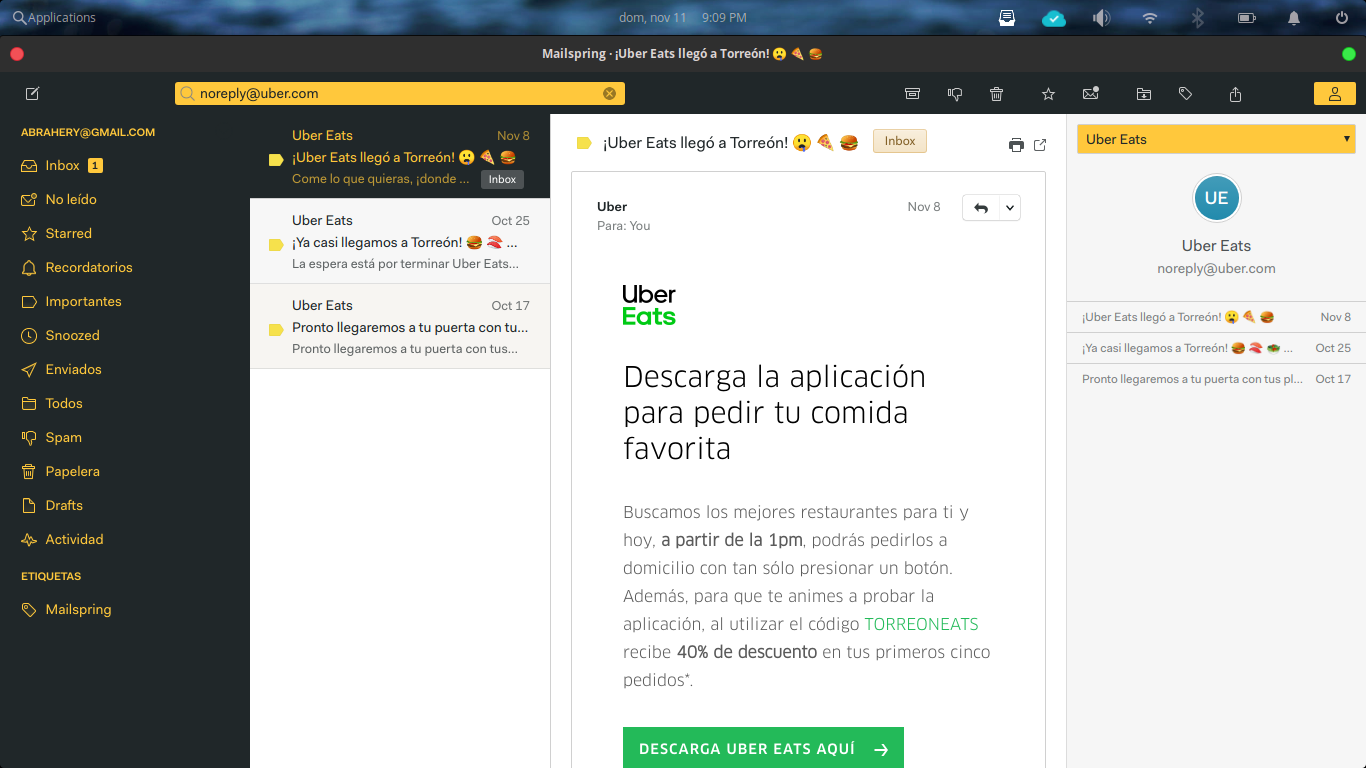 Applications
dom, nov 11 9:09 PM
Mailspring · ¡Uber Eats llegó a Torreón! 😮 🍕 🍔
noreply@uber.com
ABRAHERY@GMAIL.COM
Inbox 1
No leído
Starred
Recordatorios
Importantes
Snoozed
Enviados
Todos
Spam
Papelera
Drafts
Actividad
ETIQUETAS
Mailspring
Uber Eats Nov 8
¡Uber Eats llegó a Torreón! 😮 🍕 🍔
Come lo que quieras, ¡donde ... Inbox
Uber Eats Oct 25
¡Ya casi llegamos a Torreón! 🍔 🍣 ...
La espera está por terminar Uber Eats...
Uber Eats Oct 17
Pronto llegaremos a tu puerta con tu...
Pronto llegaremos a tu puerta con tus...
¡Uber Eats llegó a Torreón! 😮 🍕 🍔 Inbox
Uber Nov 8
Para: You
Uber
Eats
Descarga la aplicación
para pedir tu comida
favorita
Buscamos los mejores restaurantes para ti y
hoy, a partir de la 1pm, podrás pedirlos a
domicilio con tan sólo presionar un botón.
Además, para que te animes a probar la
aplicación, al utilizar el código TORREONEATS
recibe 40% de descuento en tus primeros cinco
pedidos*.
DESCARGA UBER EATS AQUÍ →
Uber Eats
UE
Uber Eats
noreply@uber.com
¡Uber Eats llegó a Torreón! 😮 🍕 🍔 Nov 8
¡Ya casi llegamos a Torreón! 🍔 🍣 🥗 ... Oct 25
Pronto llegaremos a tu puerta con tus pl... Oct 17